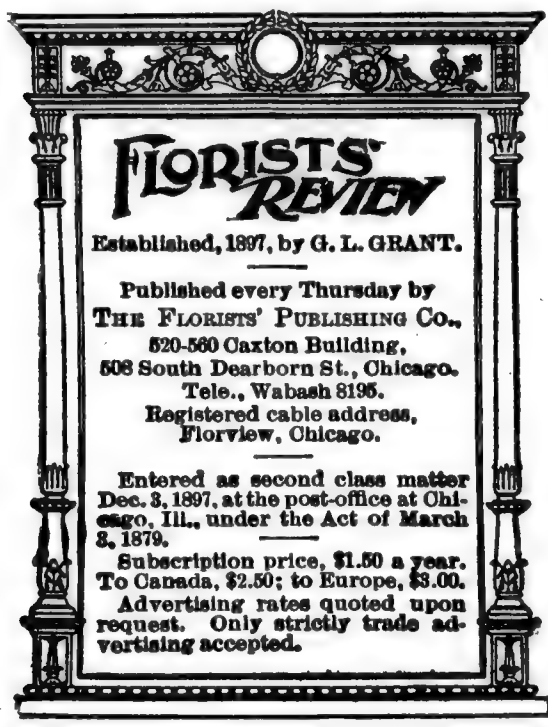 FLORISTS'
REVIEW
Established, 1897, by G. L. GRANT.
Published every Thursday by
THE FLORISTS' PUBLISHING CO.,
520-560 Caxton Building,
508 South Dearborn St., Chicago.
Tele., Wabash 8195.
Registered cable address,
Florview, Chicago.
Entered as second class matter
Dec. 3, 1897, at the post-office at Chi-
cago, Ill., under the Act of March
3, 1879.
Subscription price, $1.50 a year.
To Canada, $2.50; to Europe, $3.00.
Advertising rates quoted upon
request. Only strictly trade ad-
vertising accepted.